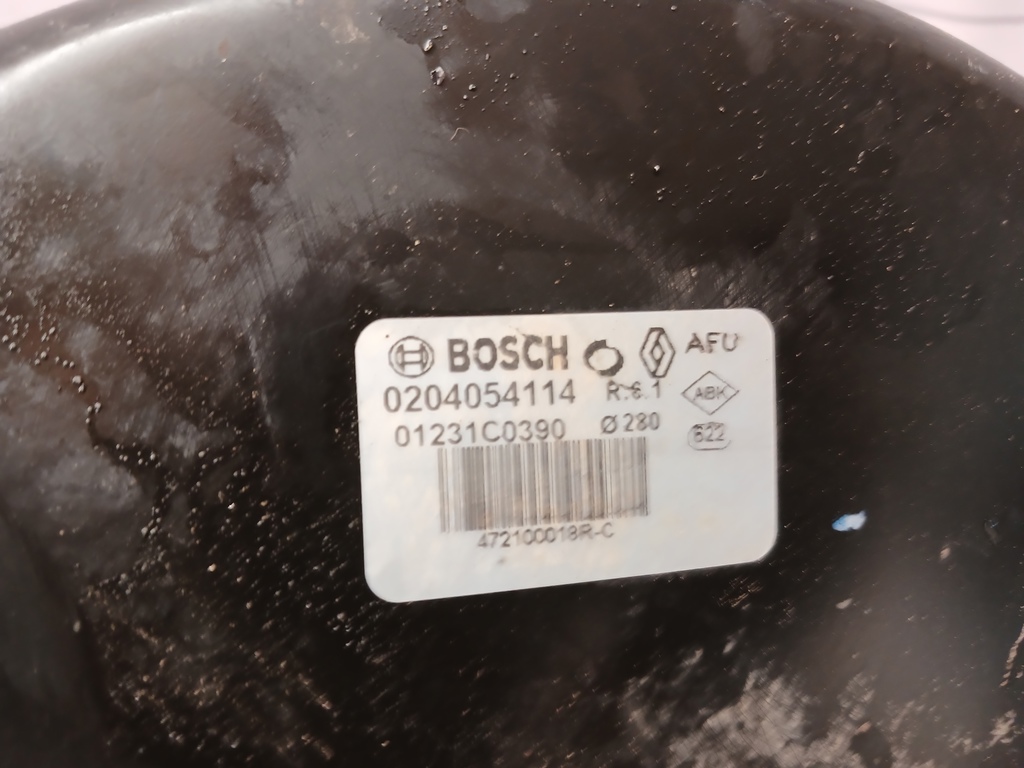 BOSCH AFU
0204054114 R.6.1 ABK
01231C0390 Ø 280 622
472100018R-C